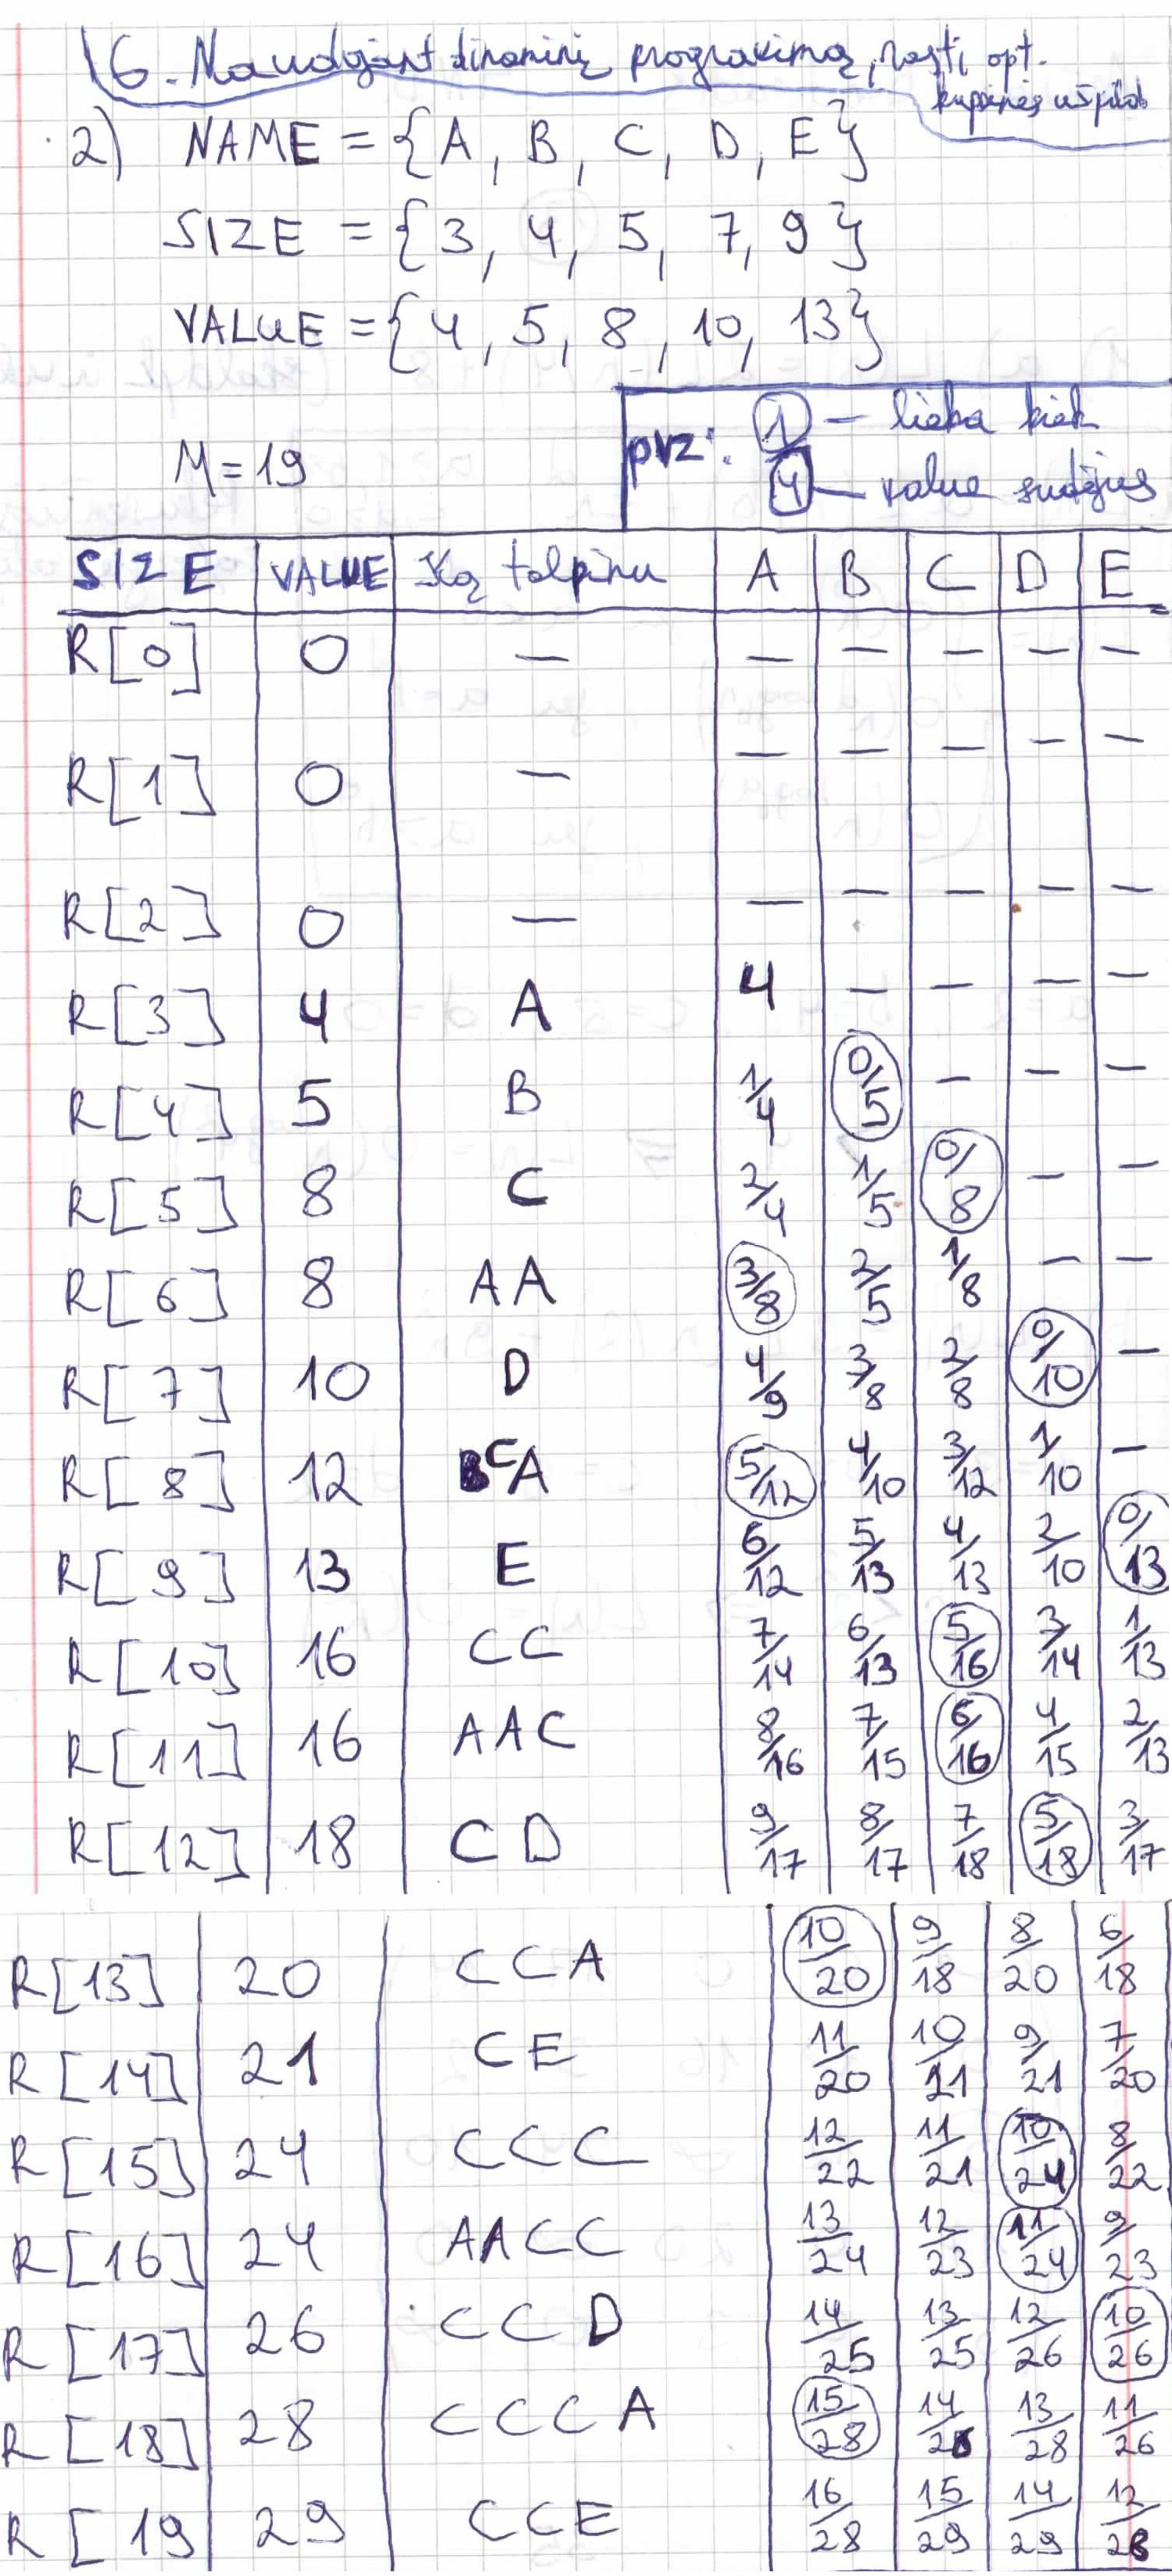 16. Naudojant dinaminį programimą, rasti opt.
kuprinės užpild
2) NAME = {A, B, C, D, E}
SIZE = {3, 4, 5, 7, 9}
VALUE = {4, 5, 8, 10, 13}
M = 19
pvz: 1 — lieka kiek
4 — value sudėjus
SIZE VALUE Ką talpinu A B C D E
R[0] 0 — — — — — —
R[1] 0 — — — — — —
R[2] 0 — — — — — —
R[3] 4 A 4 — — — —
R[4] 5 B 1/4 0/5 — — —
R[5] 8 C 2/4 1/5 0/8 — —
R[6] 8 AA 3/8 2/5 1/8 — —
R[7] 10 D 4/9 3/8 2/8 0/10 —
R[8] 12 CA 5/12 4/10 3/12 1/10 —
R[9] 13 E 6/12 5/13 4/13 2/10 0/13
R[10] 16 CC 7/14 6/13 5/16 3/14 1/13
R[11] 16 AAC 8/16 7/15 6/16 4/15 2/13
R[12] 18 CD 9/17 8/17 7/18 5/18 3/17
R[13] 20 CCA 10/20 9/18 8/20 6/18
R[14] 21 CE 11/20 10/21 9/21 7/20
R[15] 24 CCC 12/22 11/21 10/24 8/22
R[16] 24 AACC 13/24 12/23 11/24 9/23
R[17] 26 CCD 14/25 13/25 12/26 10/26
R[18] 28 CCCA 15/28 14/26 13/28 11/26
R[19 29 CCE 16/28 15/29 14/29 12/28